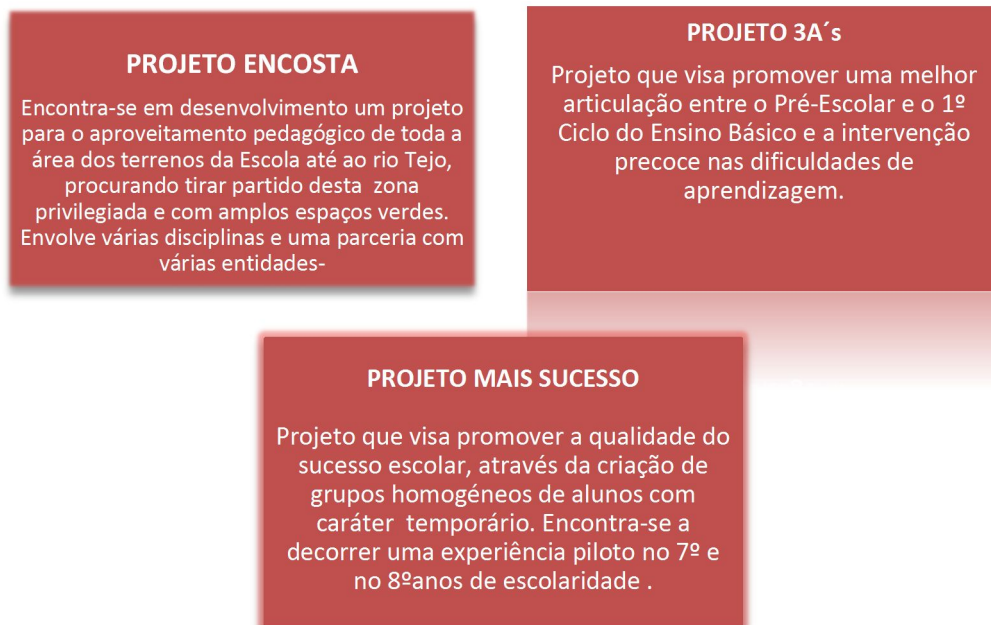 PROJETO ENCOSTA
Encontra-se em desenvolvimento um projeto
para o aproveitamento pedagógico de toda a
área dos terrenos da Escola até ao rio Tejo,
procurando tirar partido desta zona
privilegiada e com amplos espaços verdes.
Envolve várias disciplinas e uma parceria com
várias entidades-
PROJETO 3A´s
Projeto que visa promover uma melhor
articulação entre o Pré-Escolar e o 1º
Ciclo do Ensino Básico e a intervenção
precoce nas dificuldades de
aprendizagem.
PROJETO MAIS SUCESSO
Projeto que visa promover a qualidade do
sucesso escolar, através da criação de
grupos homogéneos de alunos com
caráter temporário. Encontra-se a
decorrer uma experiência piloto no 7º e
no 8ºanos de escolaridade .